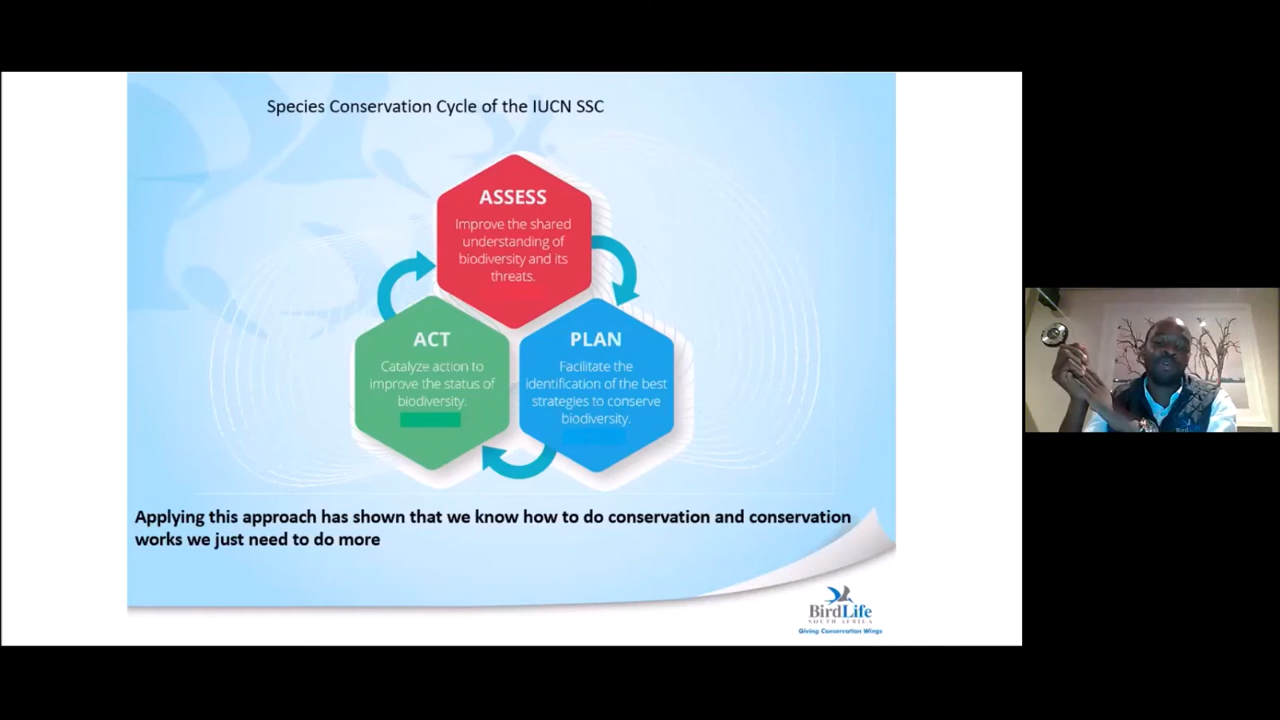 Species Conservation Cycle of the IUCN SSC
ASSESS
Improve the shared
understanding of
biodiversity and its
threats.
ACT
Catalyze action to
improve the status of
biodiversity.
PLAN
Facilitate the
identification of the best
strategies to conserve
biodiversity.
Applying this approach has shown that we know how to do conservation and conservation
works we just need to do more
BirdLife
SOUTH AFRICA
Giving Conservation Wings